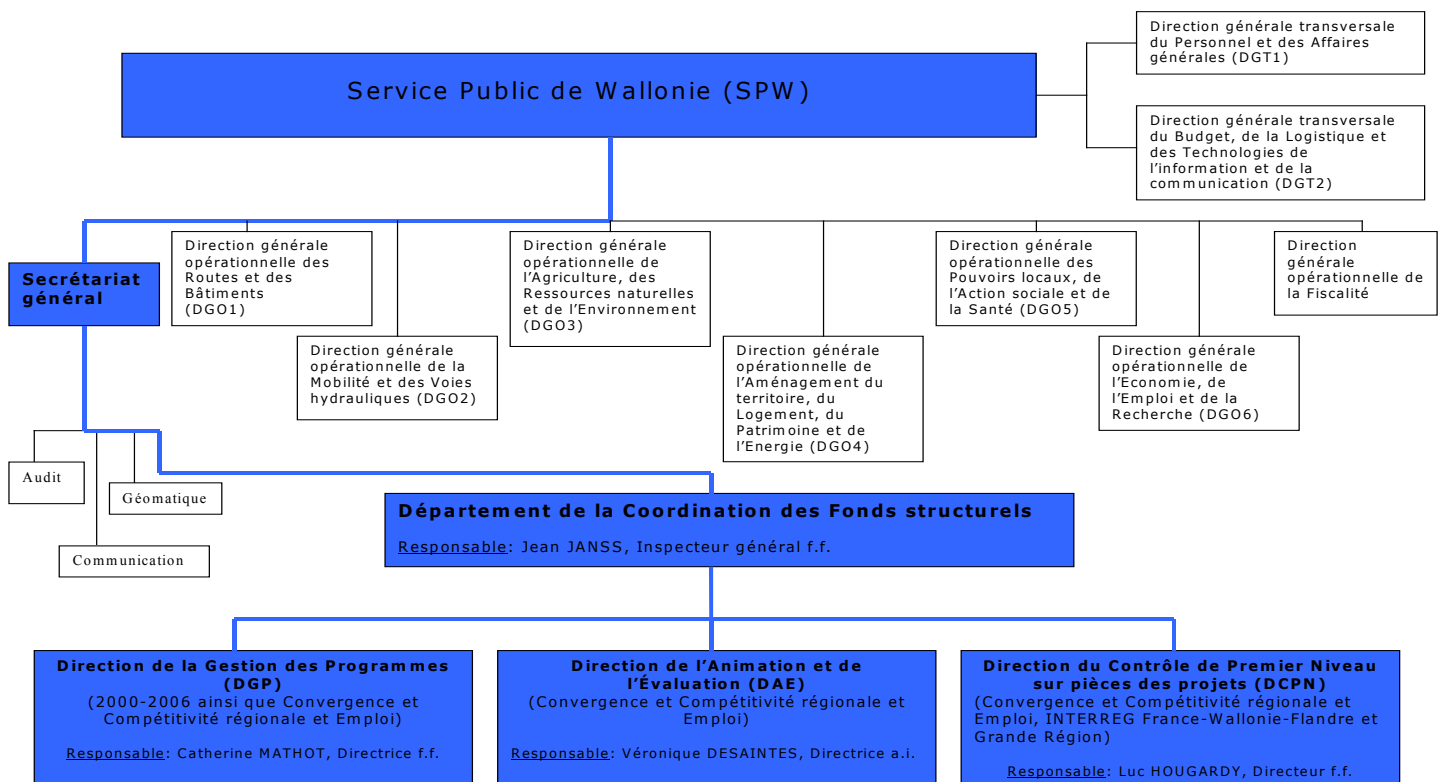 Service Public de Wallonie (SPW)
Direction générale transversale
du Personnel et des Affaires
générales (DGT1)
Direction générale transversale
du Budget, de la Logistique et
des Technologies de
l’information et de la
communication (DGT2)
Secrétariat
général
Direction générale
opérationnelle des
Routes et des
Bâtiments
(DGO1)
Direction générale
opérationnelle de la
Mobilité et des Voies
hydrauliques (DGO2)
Direction générale
opérationnelle de
l’Agriculture, des
Ressources naturelles
et de l’Environnement
(DGO3)
Direction générale
opérationnelle de
l’Aménagement du
territoire, du
Logement, du
Patrimoine et de
l’Energie (DGO4)
Direction générale
opérationnelle des
Pouvoirs locaux, de
l’Action sociale et de
la Santé (DGO5)
Direction générale
opérationnelle de
l’Economie, de
l’Emploi et de la
Recherche (DGO6)
Direction
générale
opérationnelle de
la Fiscalité
Audit
Géomatique
Communication
Département de la Coordination des Fonds structurels
Responsable: Jean JANSS, Inspecteur général f.f.
Direction de la Gestion des Programmes
(DGP)
(2000-2006 ainsi que Convergence et
Compétitivité régionale et Emploi)
Responsable: Catherine MATHOT, Directrice f.f.
Direction de l’Animation et de
l’Évaluation (DAE)
(Convergence et Compétitivité régionale et
Emploi)
Responsable: Véronique DESAINTES, Directrice a.i.
Direction du Contrôle de Premier Niveau
sur pièces des projets (DCPN)
(Convergence et Compétitivité régionale et
Emploi, INTERREG France-Wallonie-Flandre et
Grande Région)
Responsable: Luc HOUGARDY, Directeur f.f.